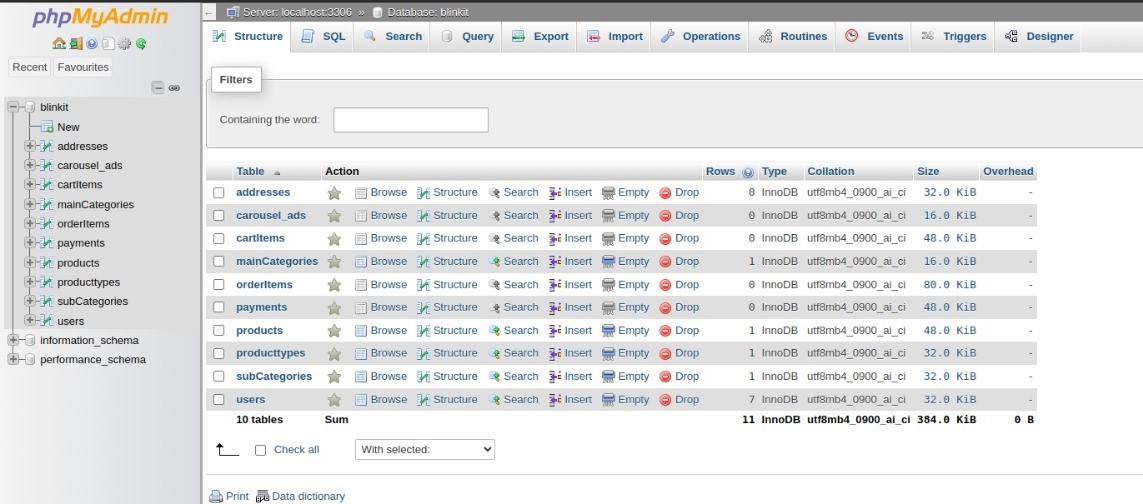 phpMyAdmin
Recent Favourites
blinkit
New
addresses
carousel_ads
cartItems
mainCategories
orderItems
payments
products
producttypes
subCategories
users
information_schema
performance_schema
Server: localhost:3306 » Database: blinkit
Structure SQL Search Query Export Import Operations Routines Events Triggers Designer
Filters
Containing the word:
Table Action Rows Type Collation Size Overhead
addresses Browse Structure Search Insert Empty Drop 0 InnoDB utf8mb4_0900_ai_ci 32.0 KiB -
carousel_ads Browse Structure Search Insert Empty Drop 0 InnoDB utf8mb4_0900_ai_ci 16.0 KiB -
cartItems Browse Structure Search Insert Empty Drop 0 InnoDB utf8mb4_0900_ai_ci 48.0 KiB -
mainCategories Browse Structure Search Insert Empty Drop 1 InnoDB utf8mb4_0900_ai_ci 16.0 KiB -
orderItems Browse Structure Search Insert Empty Drop 0 InnoDB utf8mb4_0900_ai_ci 80.0 KiB -
payments Browse Structure Search Insert Empty Drop 0 InnoDB utf8mb4_0900_ai_ci 48.0 KiB -
products Browse Structure Search Insert Empty Drop 1 InnoDB utf8mb4_0900_ai_ci 48.0 KiB -
producttypes Browse Structure Search Insert Empty Drop 1 InnoDB utf8mb4_0900_ai_ci 32.0 KiB -
subCategories Browse Structure Search Insert Empty Drop 1 InnoDB utf8mb4_0900_ai_ci 32.0 KiB -
users Browse Structure Search Insert Empty Drop 7 InnoDB utf8mb4_0900_ai_ci 32.0 KiB -
10 tables Sum 11 InnoDB utf8mb4_0900_ai_ci 384.0 KiB 0 B
Check all With selected:
Print Data dictionary